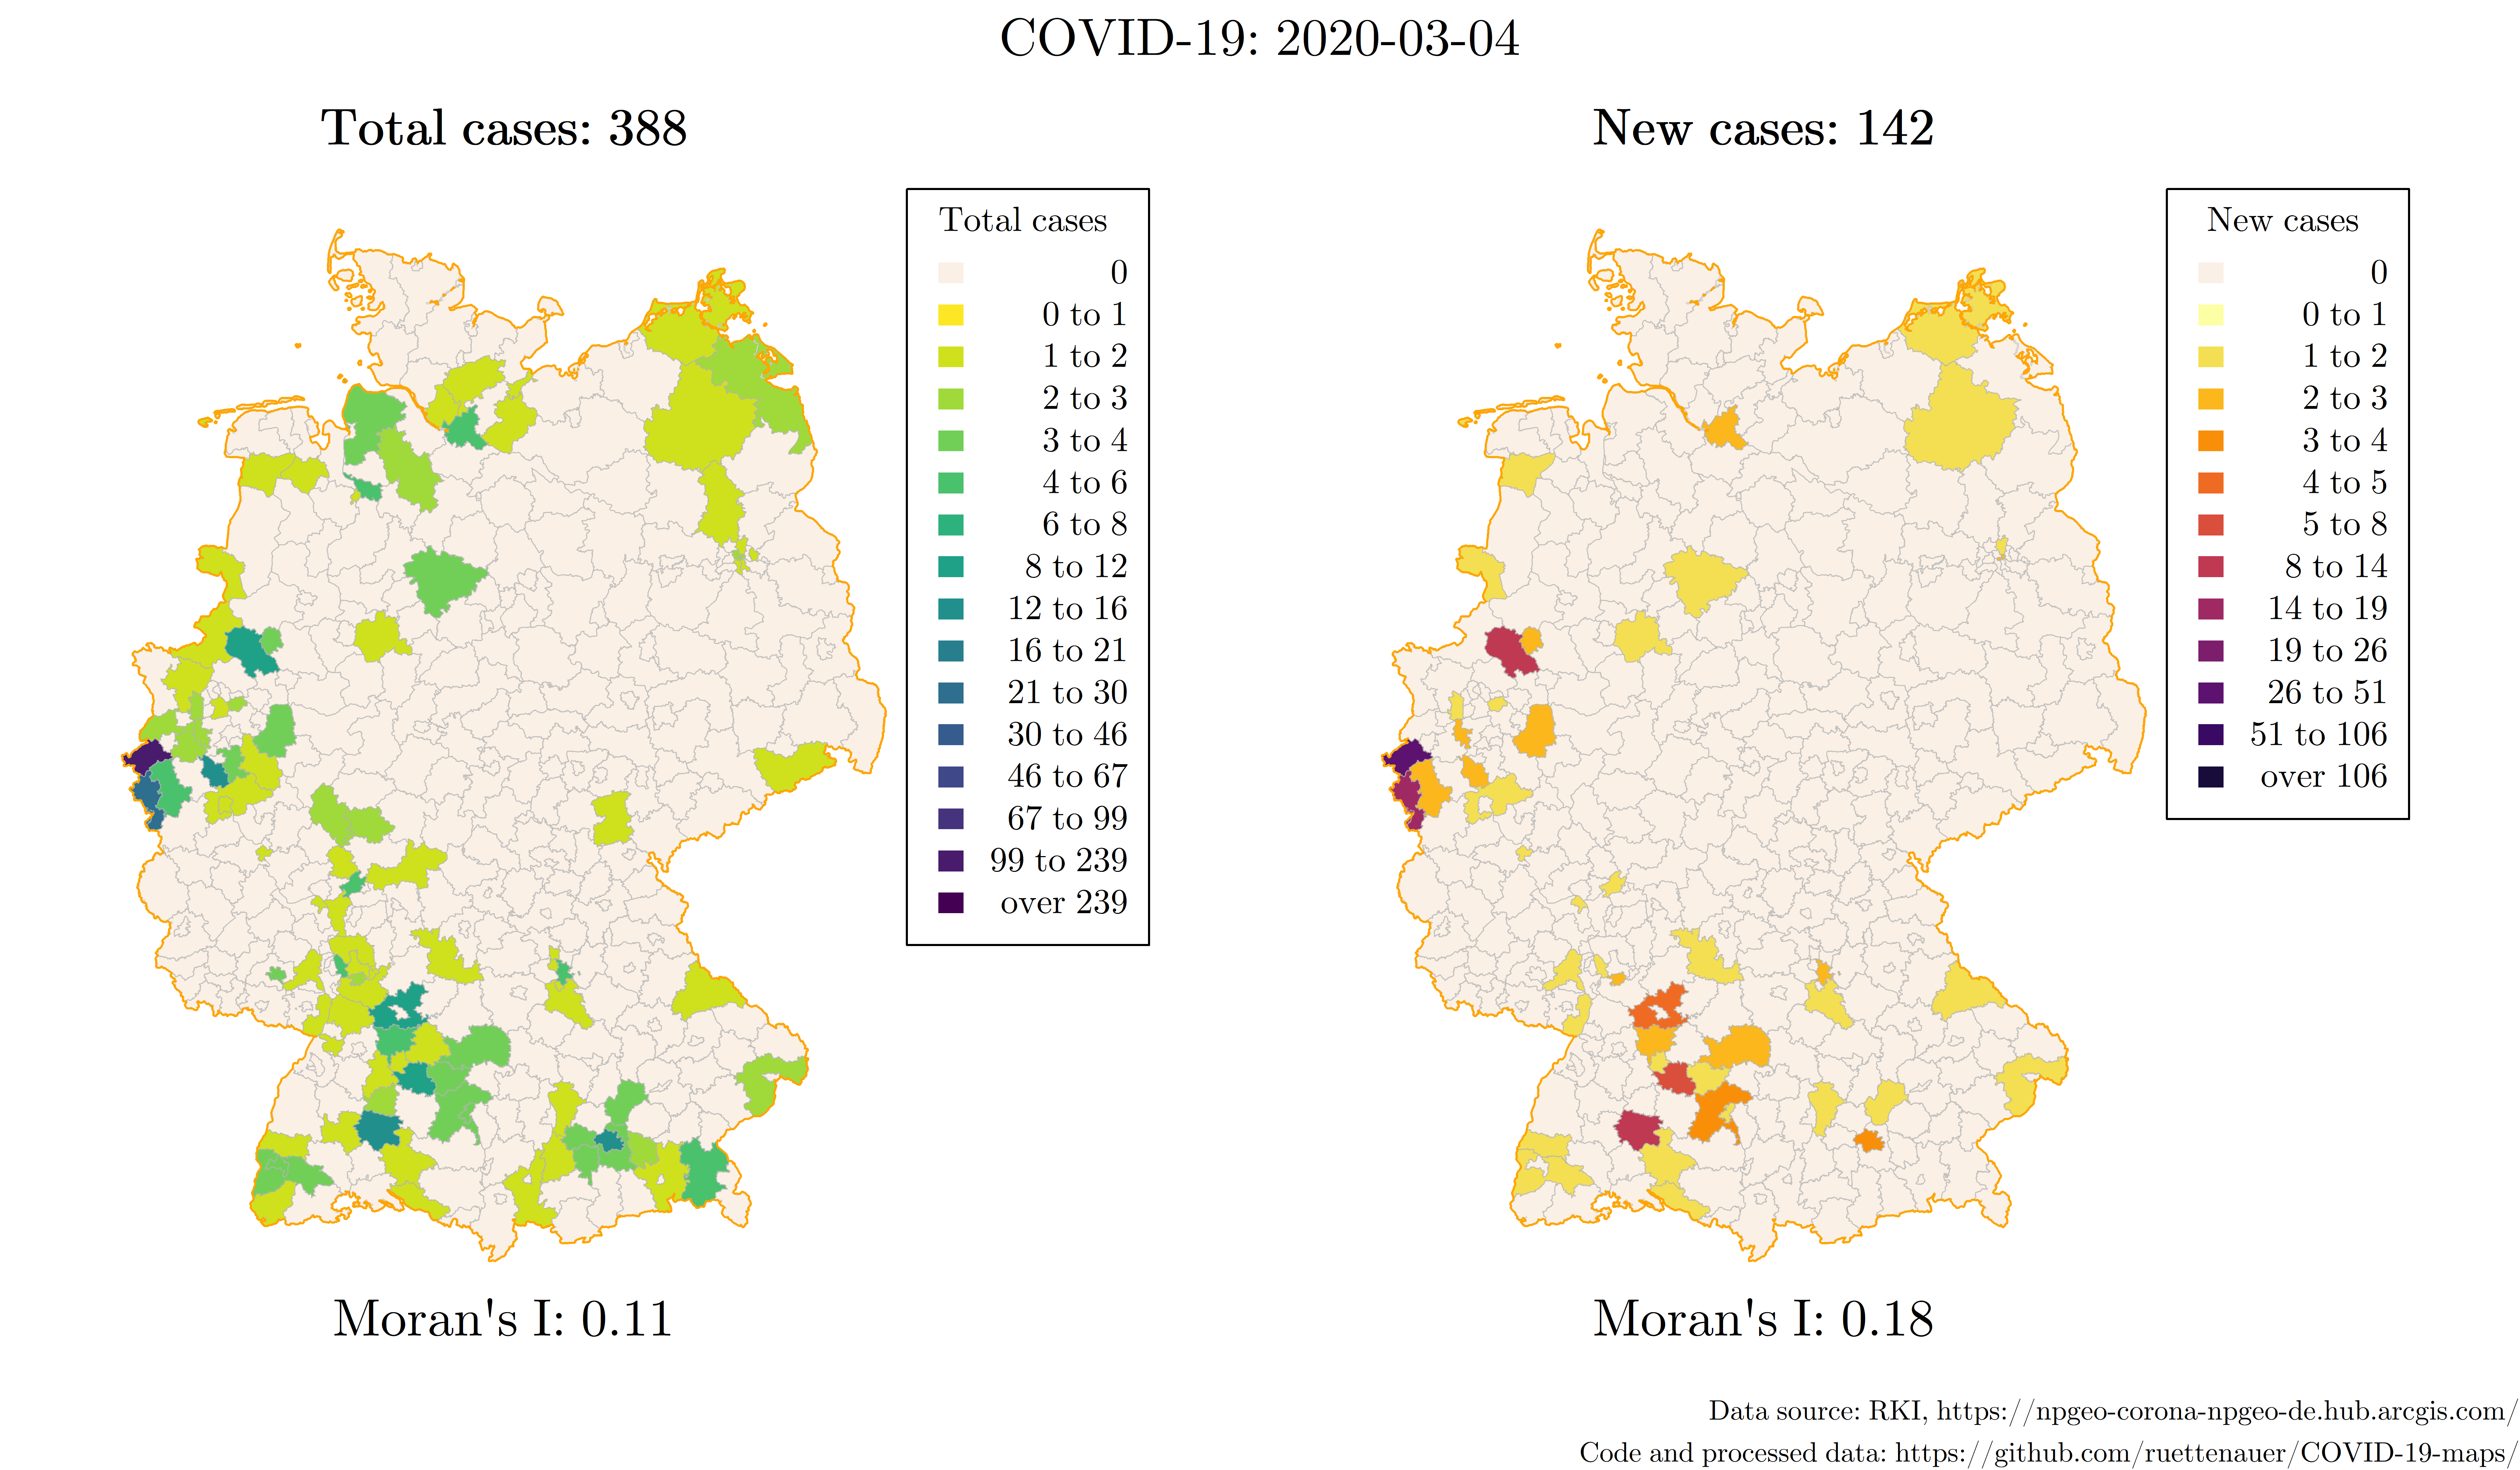 COVID-19: 2020-03-04
Total cases: 388
Total cases
0
0 to 1
1 to 2
2 to 3
3 to 4
4 to 6
6 to 8
8 to 12
12 to 16
16 to 21
21 to 30
30 to 46
46 to 67
67 to 99
99 to 239
over 239
Moran's I: 0.11
New cases: 142
New cases
0
0 to 1
1 to 2
2 to 3
3 to 4
4 to 5
5 to 8
8 to 14
14 to 19
19 to 26
26 to 51
51 to 106
over 106
Moran's I: 0.18
Data source: RKI, https://npgeo-corona-npgeo-de.hub.arcgis.com/
Code and processed data: https://github.com/ruettenauer/COVID-19-maps/